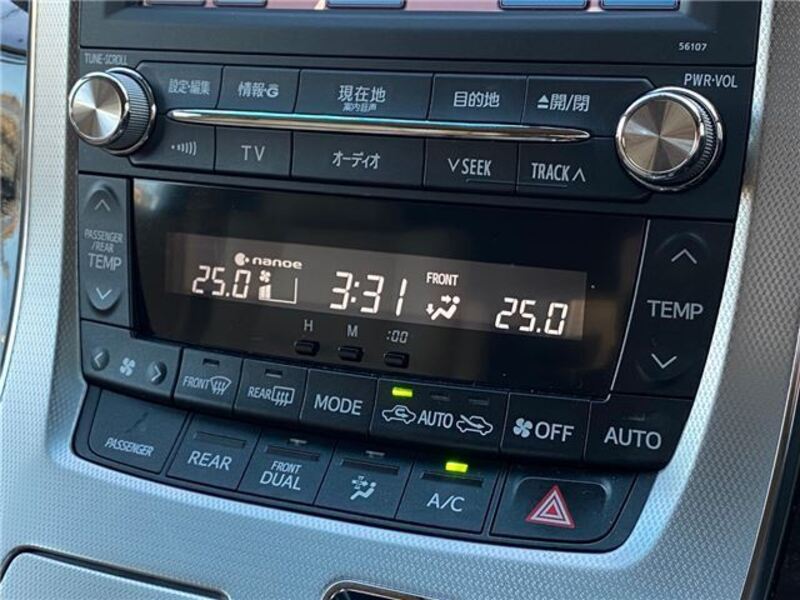 56107
TUNE·SCROLL
PWR·VOL
設定・編集 情報・G 現在地 目的地 開/閉
案内音声
TV オーディオ SEEK TRACK
PASSENGER
/REAR
TEMP
nanoe
25.0 3:31 FRONT 25.0
TEMP
H M :00
FRONT REAR MODE AUTO OFF AUTO
PASSENGER REAR FRONT DUAL A/C